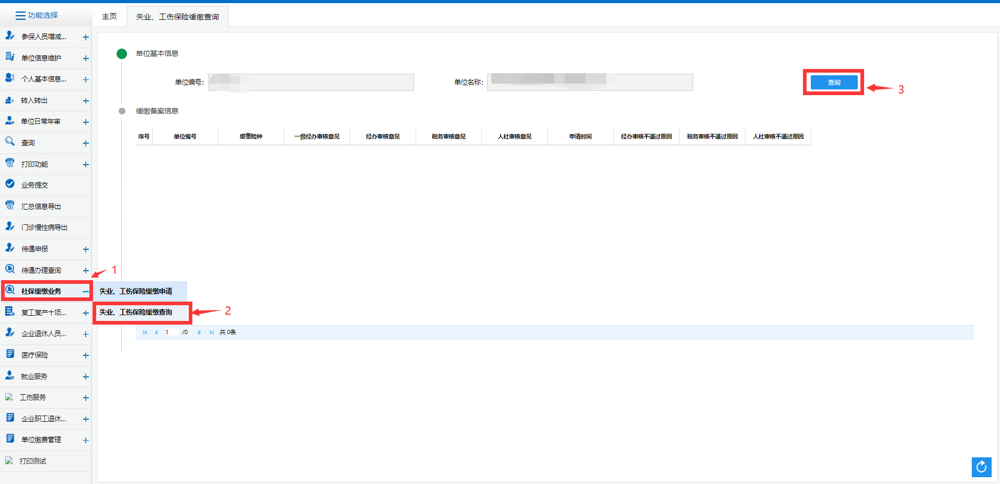 功能选择
主页
失业、工伤保险缓缴查询
参保人员增减...
单位信息维护
个人基本信息...
转入转出
单位日常年审
查询
打印功能
业务提交
汇总信息导出
门诊慢性病导出
待遇申报
待遇办理查询
社保缓缴业务
复工复产十项...
企业退休人员...
医疗保险
就业服务
工伤服务
企业职工退休...
单位缴费管理
打印测试
单位基本信息
单位编号：
单位名称：
查询
3
缓缴备案信息
序号 单位编号 缓缴险种 一级经办审核意见 经办审核意见 税务审核意见 人社审核意见 申请时间 经办审核不通过原因 税务审核不通过原因 人社审核不通过原因
1
失业、工伤保险缓缴申请
失业、工伤保险缓缴查询
2
1 /0 共 0条